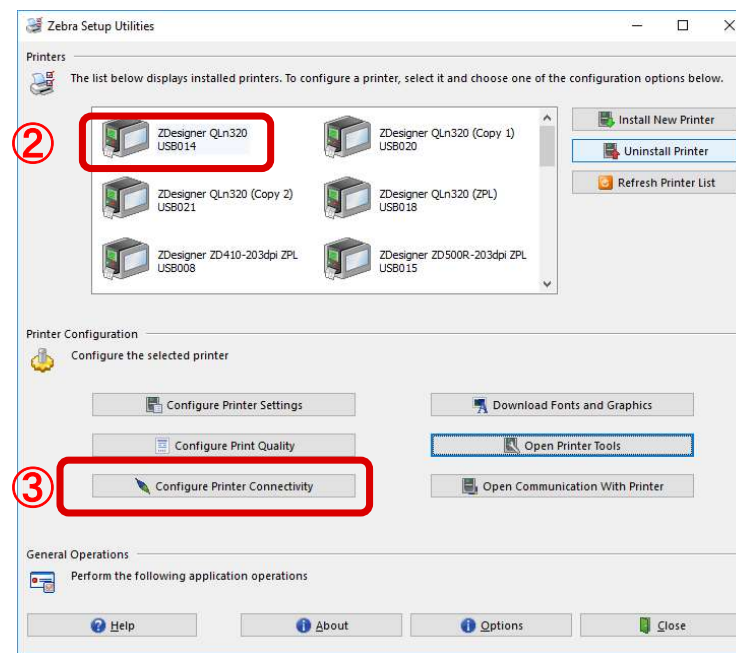 Zebra Setup Utilities
Printers
The list below displays installed printers. To configure a printer, select it and choose one of the configuration options below.
②
ZDesigner QLn320
USB014
ZDesigner QLn320 (Copy 1)
USB020
ZDesigner QLn320 (Copy 2)
USB021
ZDesigner QLn320 (ZPL)
USB018
ZDesigner ZD410-203dpi ZPL
USB008
ZDesigner ZD500R-203dpi ZPL
USB015
Install New Printer
Uninstall Printer
Refresh Printer List
Printer Configuration
Configure the selected printer
Configure Printer Settings
Download Fonts and Graphics
Configure Print Quality
Open Printer Tools
③
Configure Printer Connectivity
Open Communication With Printer
General Operations
Perform the following application operations
Help
About
Options
Close